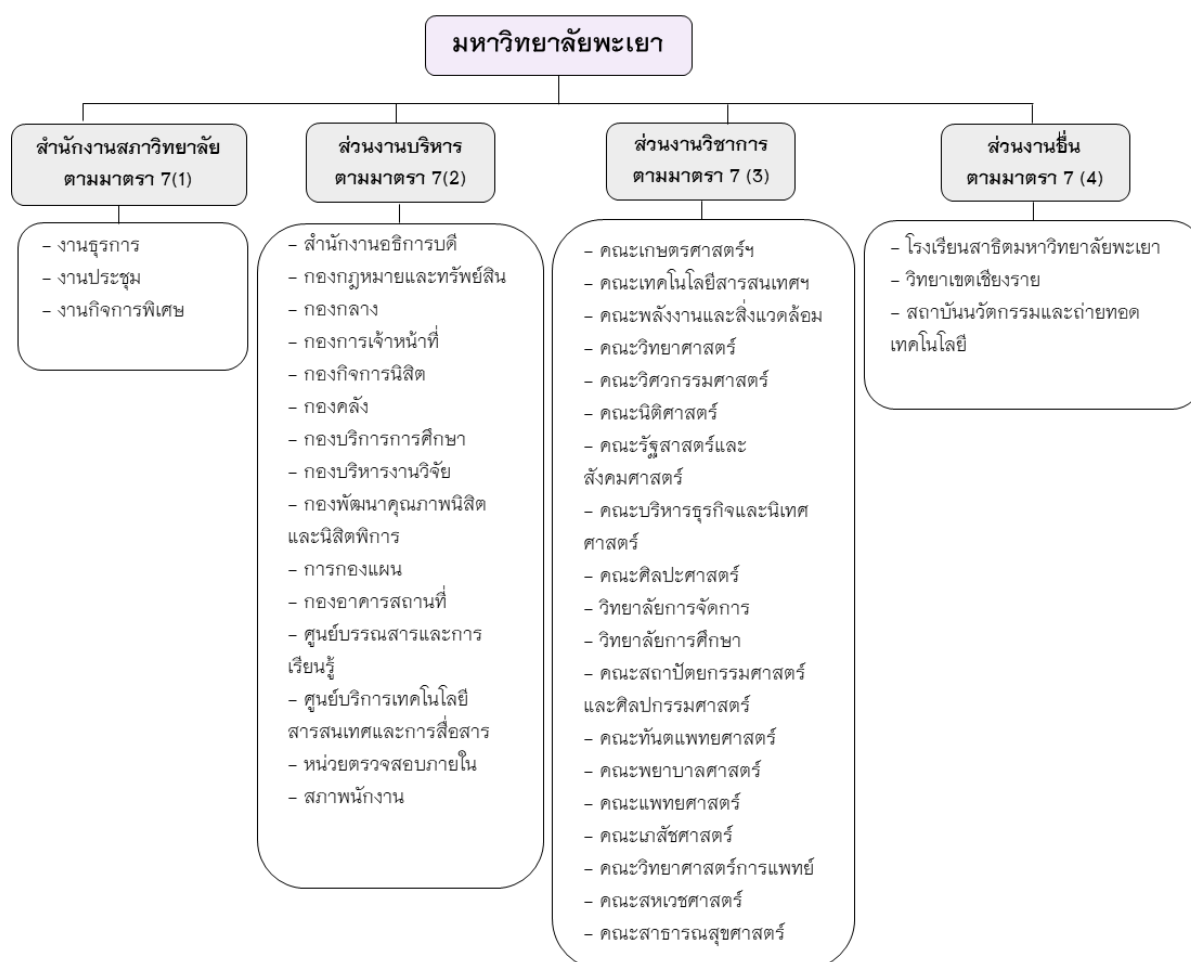 มหาวิทยาลัยพะเยา
สำนักงานสภาวิทยาลัย
ตามมาตรา 7(1)
– งานธุรการ
– งานประชุม
– งานกิจการพิเศษ
ส่วนงานบริหาร
ตามมาตรา 7(2)
– สำนักงานอธิการบดี
– กองกฎหมายและทรัพย์สิน
– กองกลาง
– กองการเจ้าหน้าที่
– กองกิจการนิสิต
– กองคลัง
– กองบริการการศึกษา
– กองบริหารงานวิจัย
– กองพัฒนาคุณภาพนิสิต
และนิสิตพิการ
– การกองแผน
– กองอาคารสถานที่
– ศูนย์บรรณสารและการ
เรียนรู้
– ศูนย์บริการเทคโนโลยี
สารสนเทศและการสื่อสาร
– หน่วยตรวจสอบภายใน
– สภาพนักงาน
ส่วนงานวิชาการ
ตามมาตรา 7 (3)
– คณะเกษตรศาสตร์ฯ
– คณะเทคโนโลยีสารสนเทศฯ
– คณะพลังงานและสิ่งแวดล้อม
– คณะวิทยาศาสตร์
– คณะวิศวกรรมศาสตร์
– คณะนิติศาสตร์
– คณะรัฐสาสตร์และ
สังคมศาสตร์
– คณะบริหารธุรกิจและนิเทศ
ศาสตร์
– คณะศิลปะศาสตร์
– วิทยาลัยการจัดการ
– วิทยาลัยการศึกษา
– คณะสถาปัตยกรรมศาสตร์
และศิลปกรรมศาสตร์
– คณะทันตแพทยศาสตร์
– คณะพยาบาลศาสตร์
– คณะแพทยศาสตร์
– คณะเภสัชศาสตร์
– คณะวิทยาศาสตร์การแพทย์
– คณะสหเวชศาสตร์
– คณะสาธารณสุขศาสตร์
ส่วนงานอื่น
ตามมาตรา 7 (4)
– โรงเรียนสาธิตมหาวิทยาลัยพะเยา
– วิทยาเขตเชียงราย
– สถาบันนวัตกรรมและถ่ายทอด
เทคโนโลยี